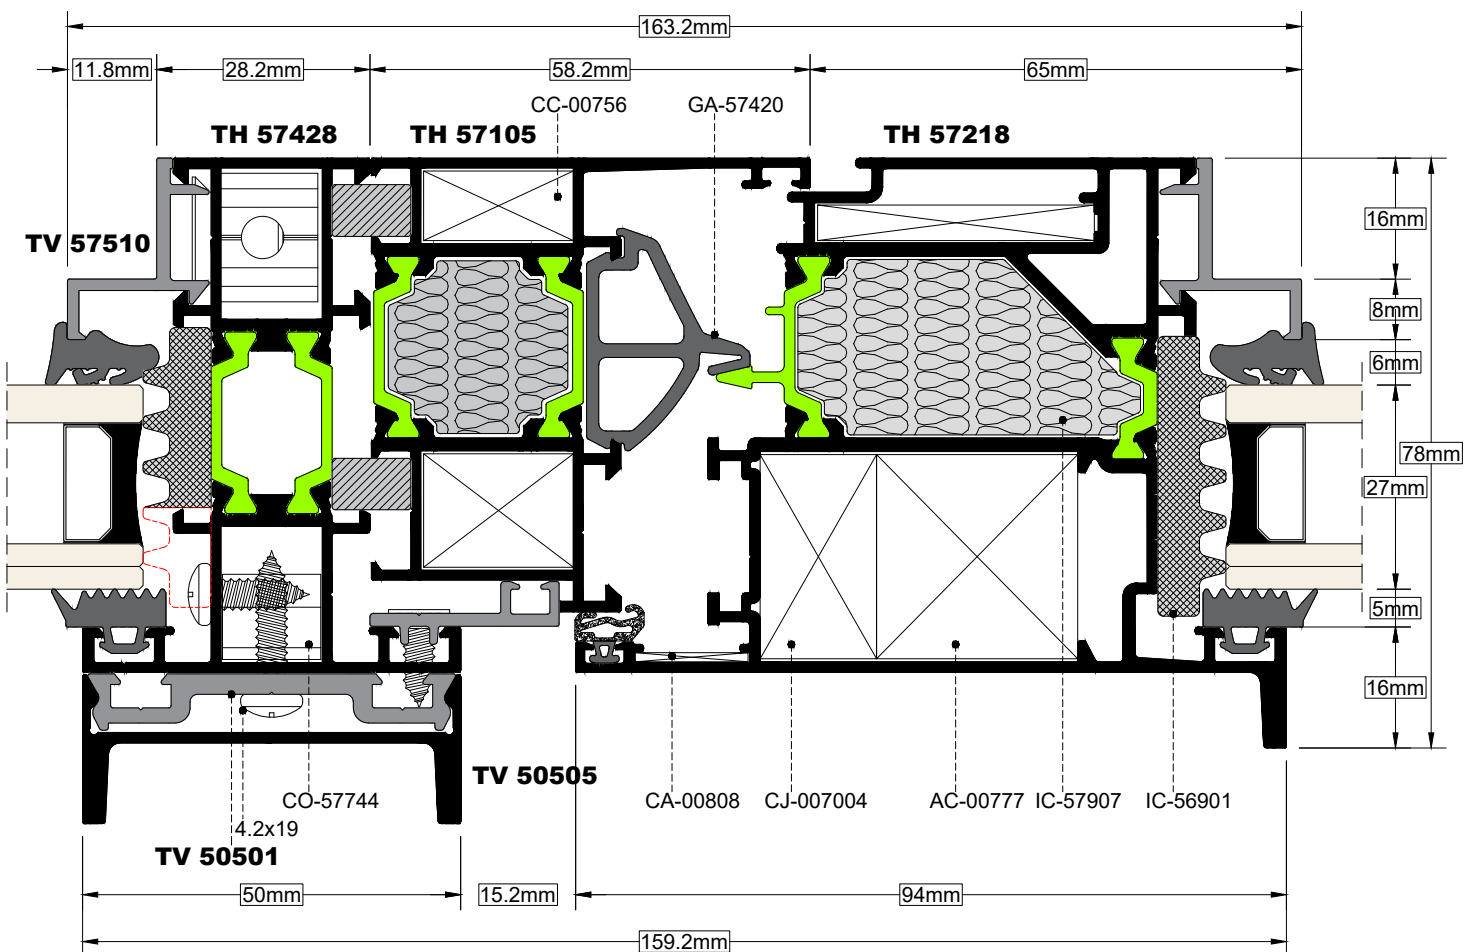 163.2mm
11.8mm
28.2mm
58.2mm
65mm
CC-00756
GA-57420
TH 57428
TH 57105
TH 57218
16mm
TV 57510
8mm
6mm
78mm
27mm
5mm
16mm
TV 50505
CO-57744
CA-00808
CJ-007004
AC-00777
IC-57907
IC-56901
4.2x19
TV 50501
50mm
15.2mm
94mm
159.2mm